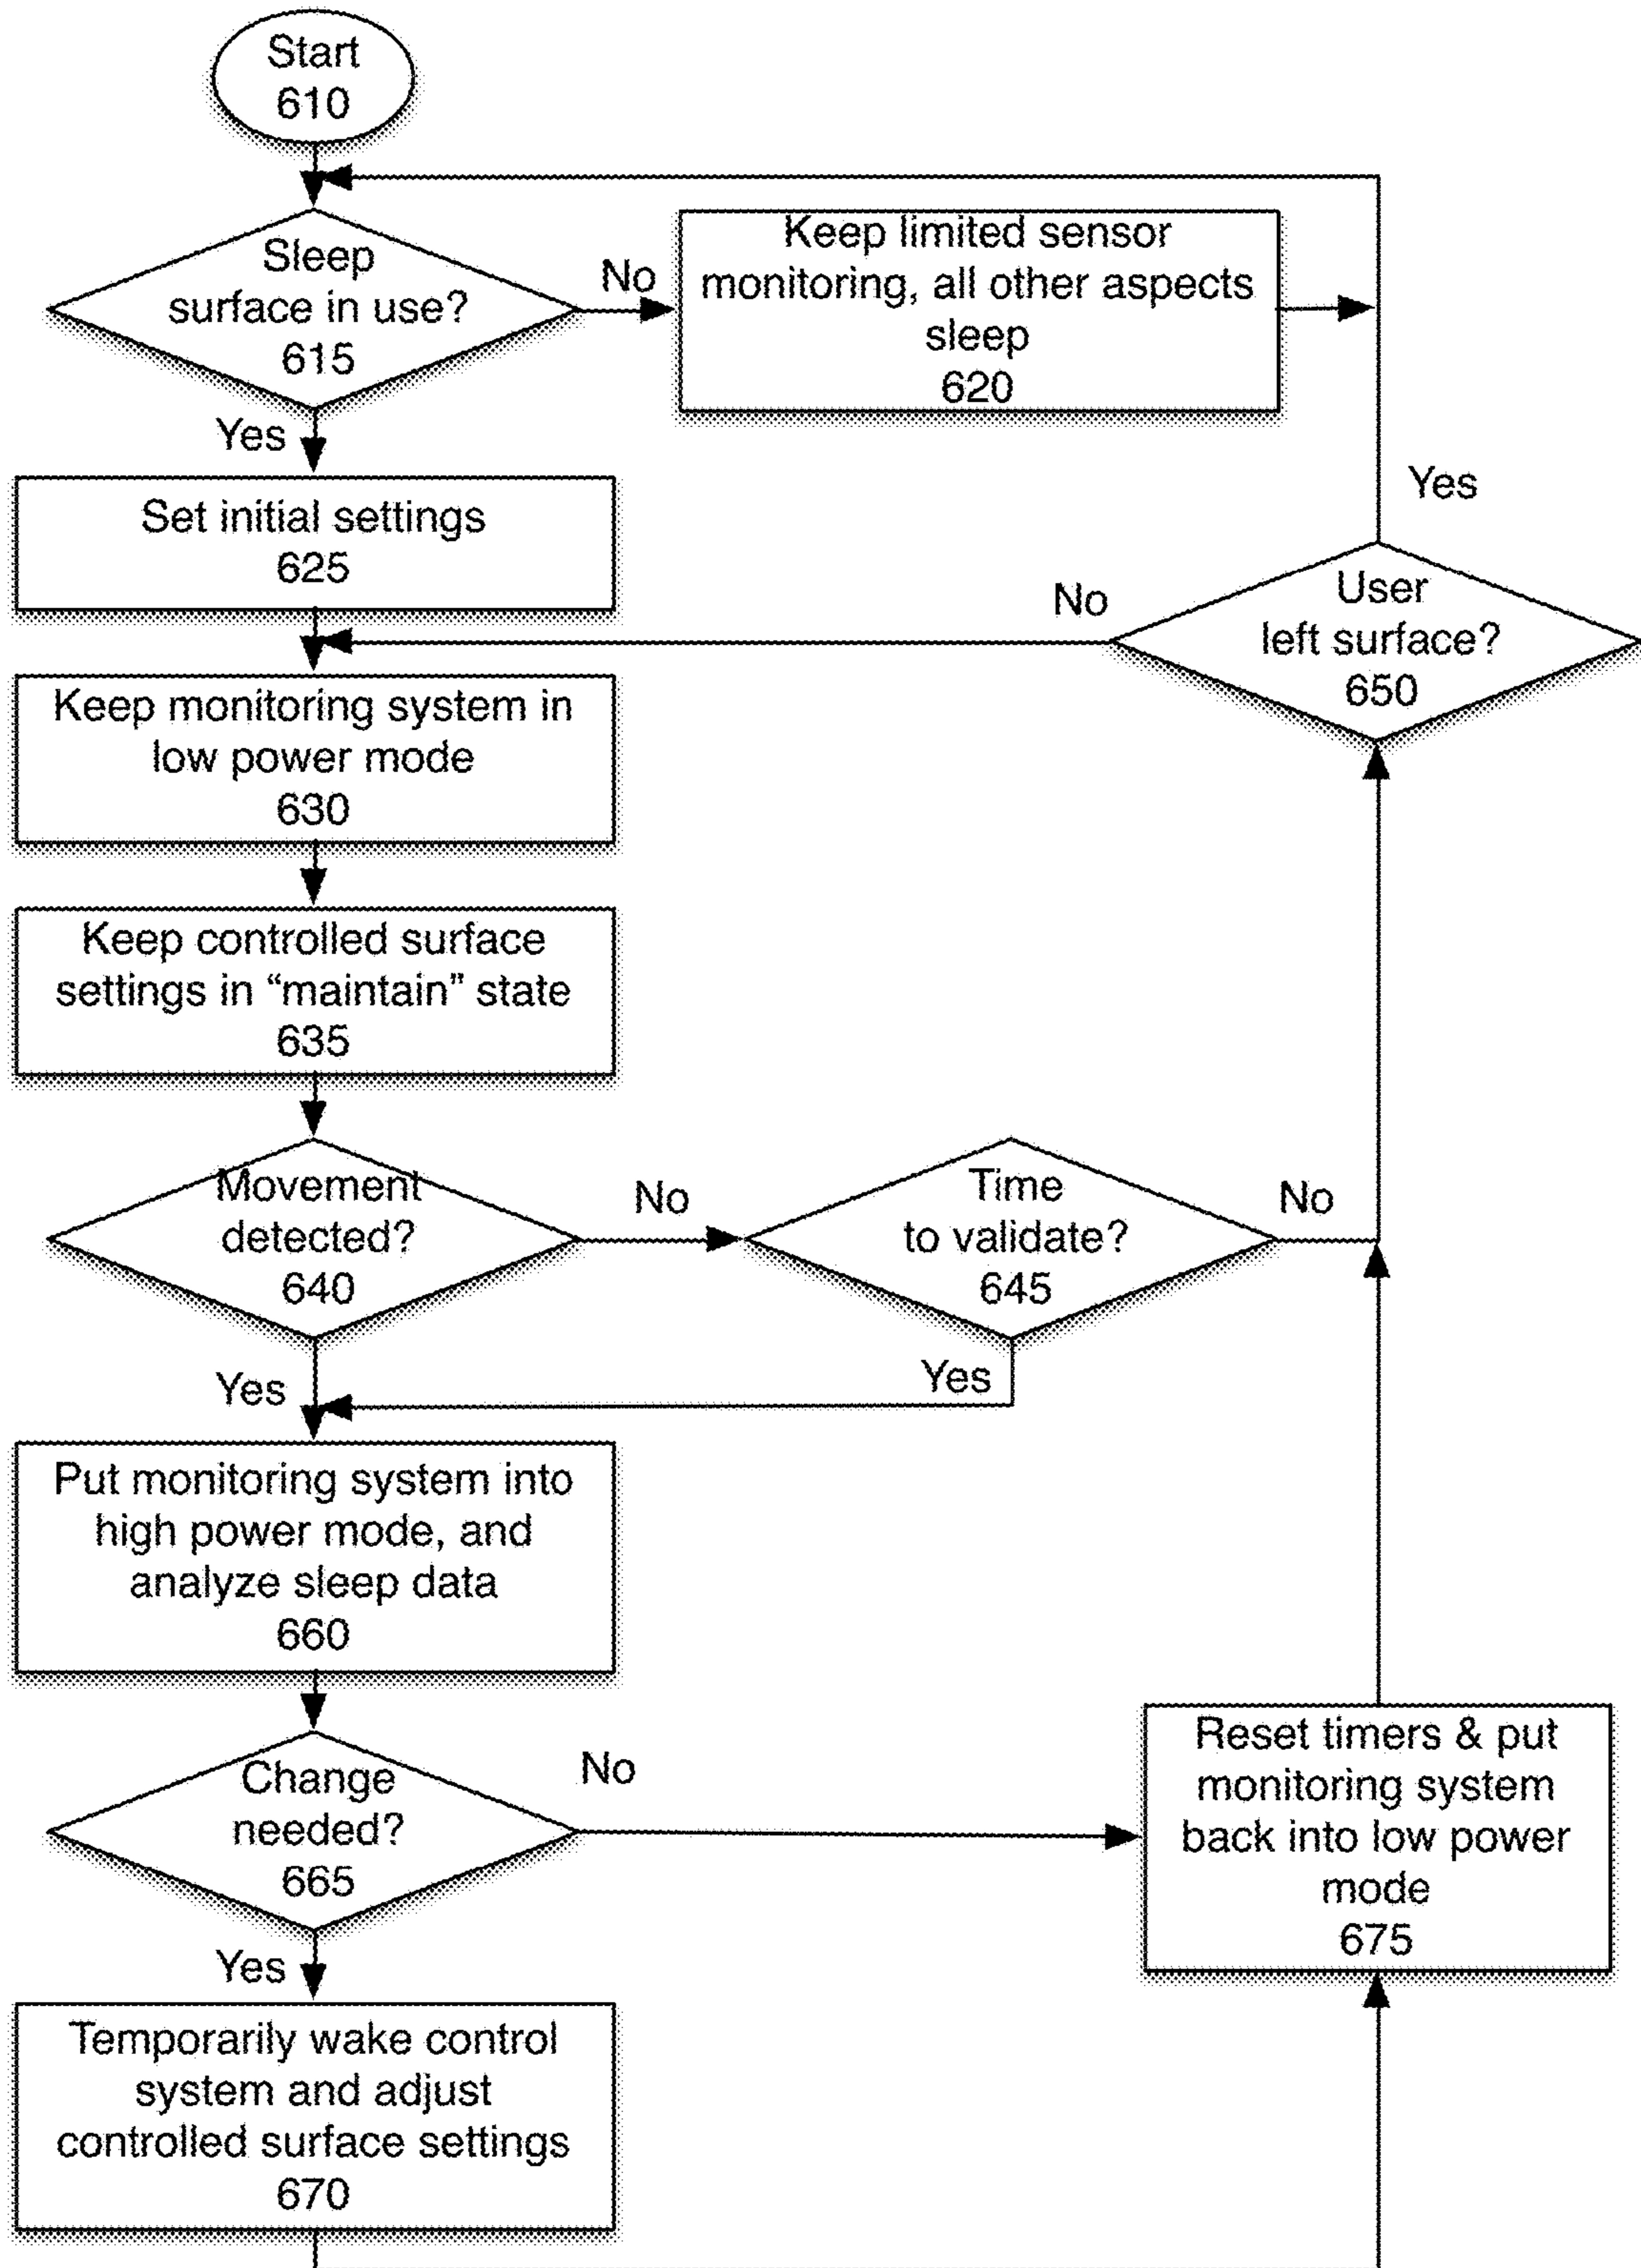 Start
610
Sleep
surface in use?
615
No
Keep limited sensor
monitoring, all other aspects
sleep
620
Yes
Set initial settings
625
Yes
User
left surface?
650
No
Keep monitoring system in
low power mode
630
Keep controlled surface
settings in “maintain” state
635
Movement
detected?
640
No
Time
to validate?
645
No
Yes
Yes
Put monitoring system into
high power mode, and
analyze sleep data
660
Change
needed?
665
No
Reset timers & put
monitoring system
back into low power
mode
675
Yes
Temporarily wake control
system and adjust
controlled surface settings
670